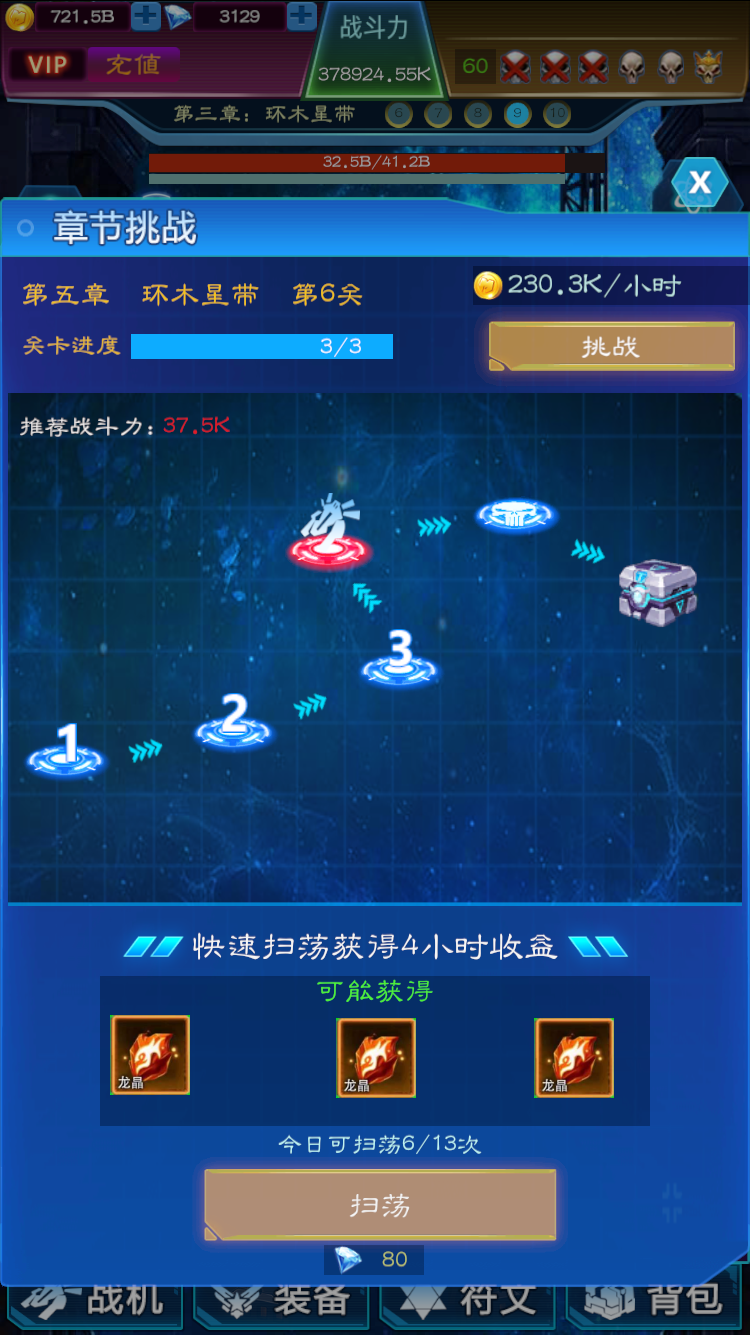 721.5B 3129
战斗力
378924.55K
VIP 充値
60
第三章：环木星带 6 7 8 9 10
32.5B/41.2B
X
章节挑战
第五章 环木星带 第6关
230.3K/小时
关卡进度 3/3
挑战
推荐战斗力：37.5K
3
2
1
快速扫荡获得4小时收益
可能获得
龙晶 龙晶 龙晶
今日可扫荡6/13次
扫荡
80
战机 装备 符文 背包